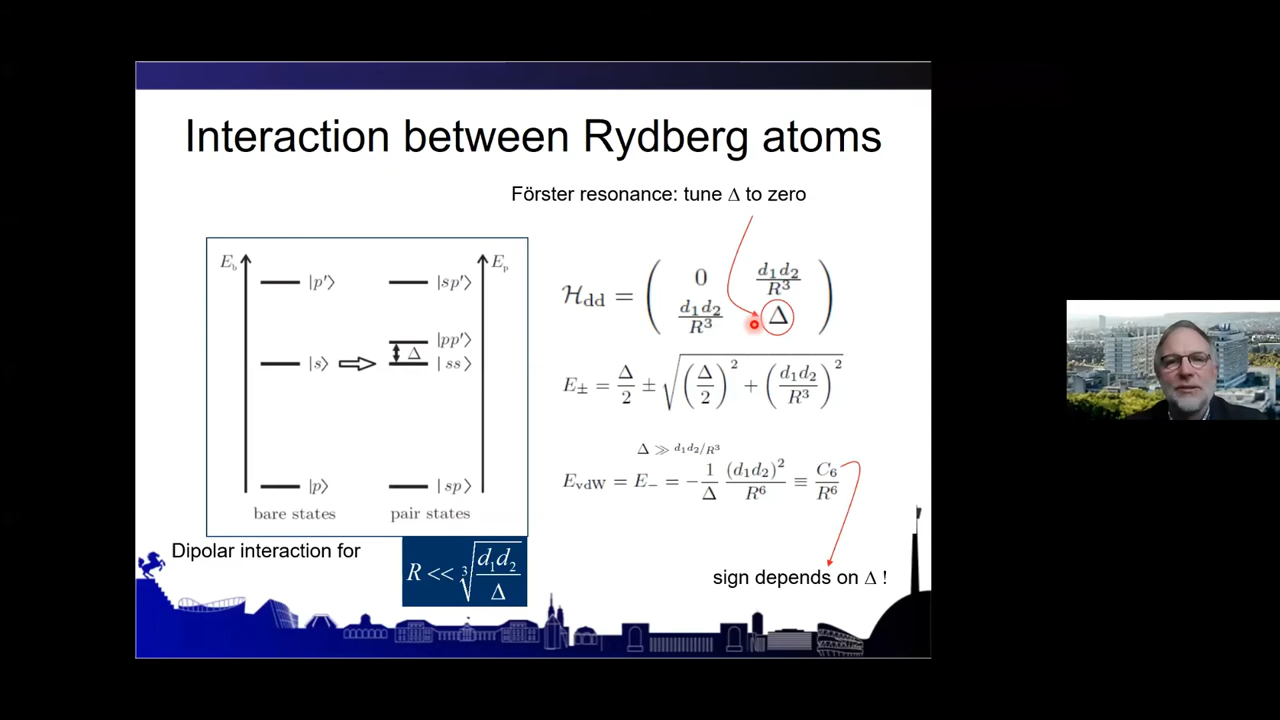 Interaction between Rydberg atoms
Förster resonance: tune Δ to zero
E_b E_p
|p′⟩ |sp′⟩
|pp′⟩
Δ
|s⟩ |ss⟩
|p⟩ |sp⟩
bare states pair states
ℋ_dd = ( 0 d₁d₂/R³
d₁d₂/R³ Δ )
E_± = Δ/2 ± √((Δ/2)² + (d₁d₂/R³)²)
Δ ≫ d₁d₂/R³
E_vdW = E_− = −1/Δ (d₁d₂)²/R⁶ ≡ C₆/R⁶
Dipolar interaction for
R << ∛(d₁d₂/Δ)
sign depends on Δ !